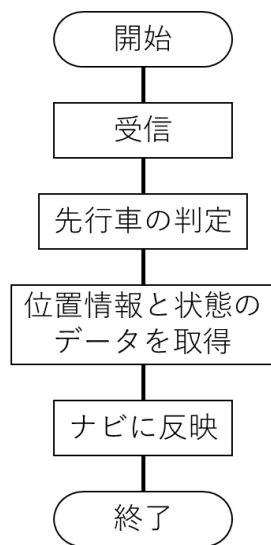 開始
受信
先行車の判定
位置情報と状態の
データを取得
ナビに反映
終了